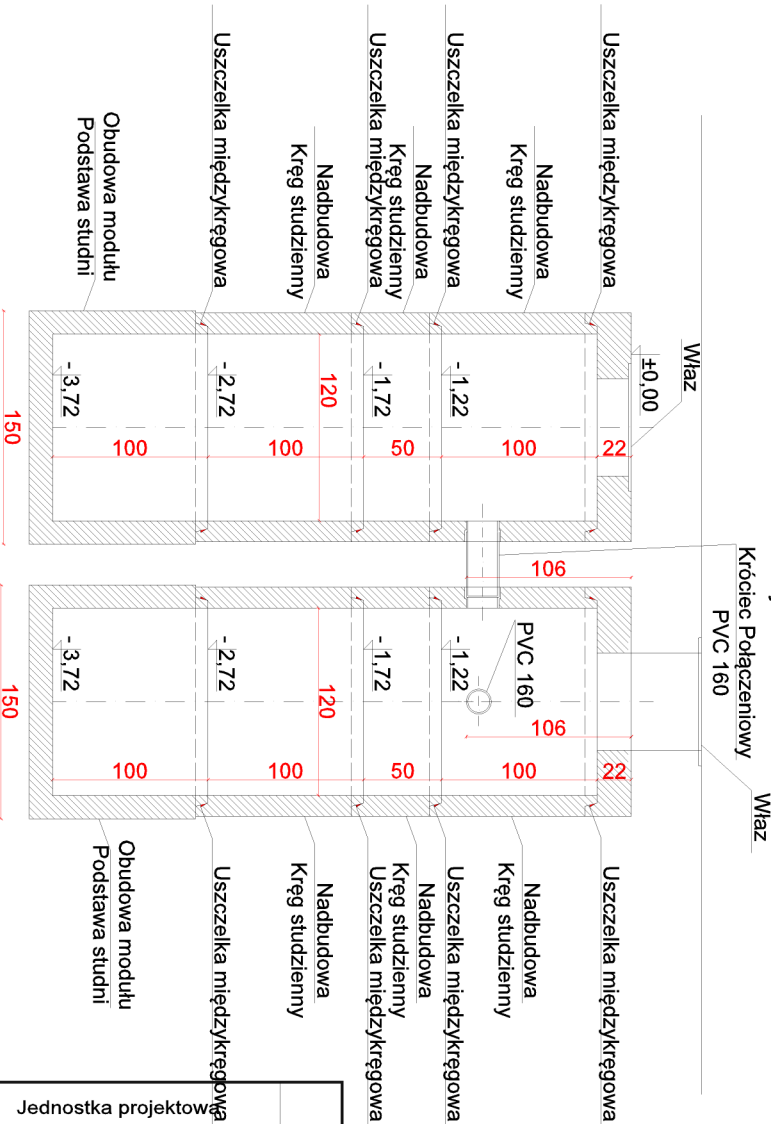 Właz
Króciec Połączeniowy
PVC 160
Właz
±0,00
22
106
106
22
Uszczelka międzykręgowa
Uszczelka międzykręgowa
Nadbudowa
Kręg studzienny
100
PVC 160
100
Nadbudowa
Kręg studzienny
Uszczelka międzykręgowa
- 1,22
- 1,22
Uszczelka międzykręgowa
Nadbudowa
Kręg studzienny
50
50
Nadbudowa
Kręg studzienny
Uszczelka międzykręgowa
- 1,72
- 1,72
Uszczelka międzykręgowa
Nadbudowa
Kręg studzienny
120
100
120
100
Nadbudowa
Kręg studzienny
Uszczelka międzykręgowa
- 2,72
- 2,72
Uszczelka międzykręgowa
100
100
Obudowa modułu
Podstawa studni
- 3,72
- 3,72
Obudowa modułu
Podstawa studni
150
150
Jednostka projektowa